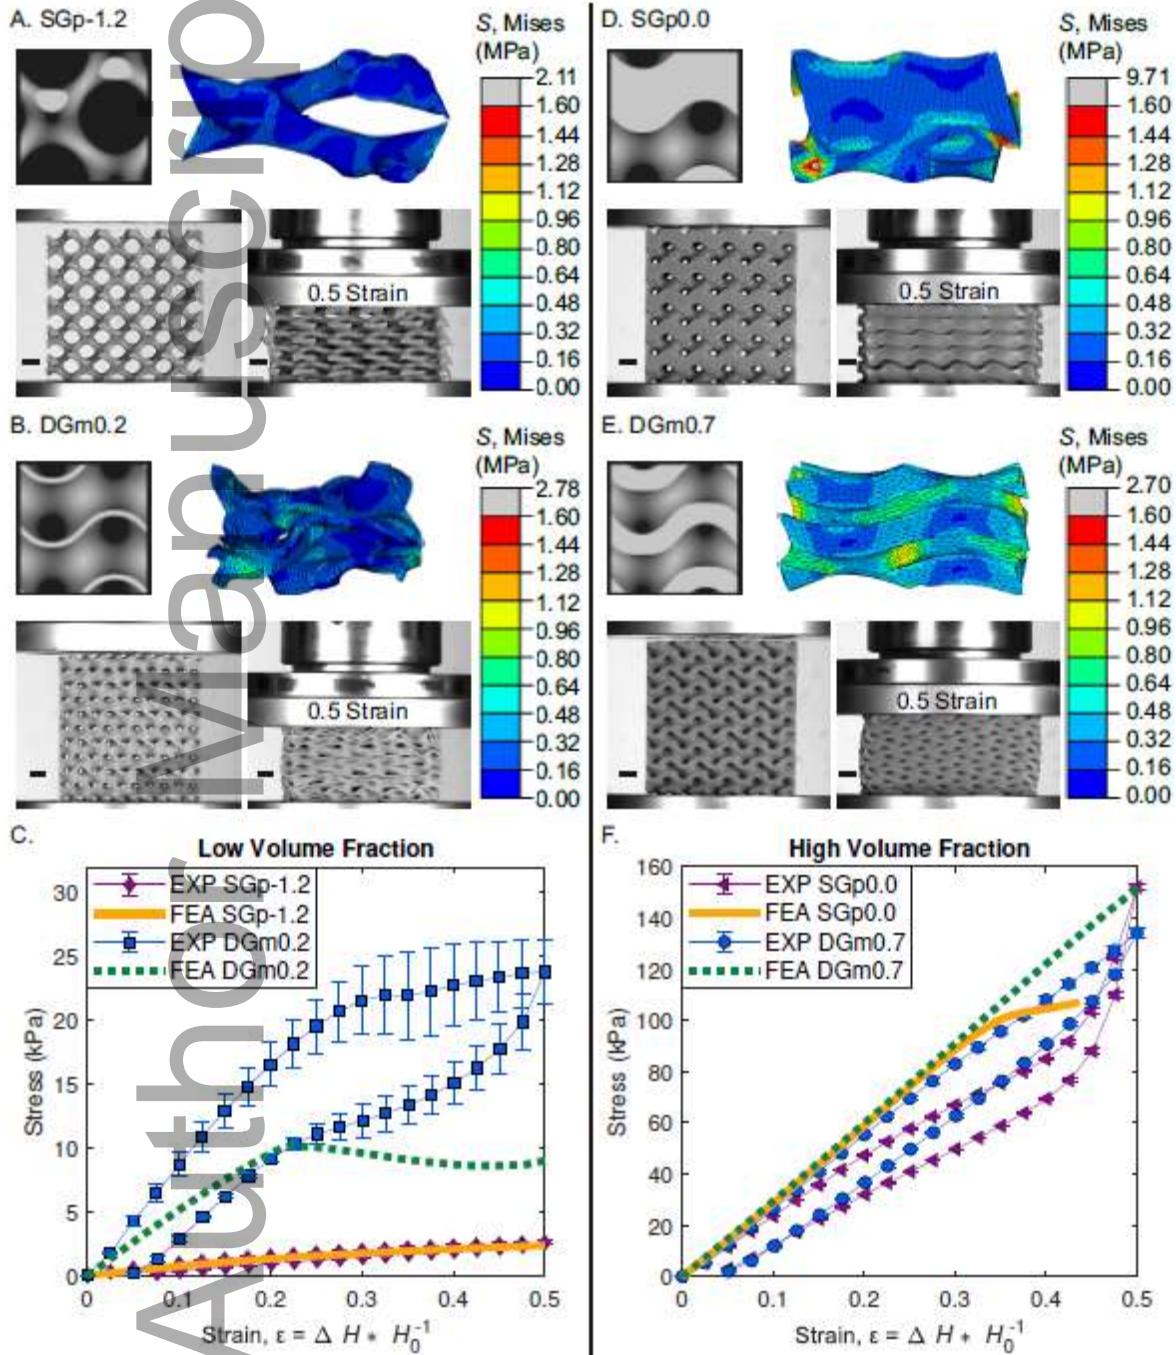 A. SGp-1.2
S, Mises
(MPa)
2.11
1.60
1.44
1.28
1.12
0.96
0.80
0.64
0.48
0.32
0.16
0.00
0.5 Strain
D. SGp0.0
S, Mises
(MPa)
9.71
1.60
1.44
1.28
1.12
0.96
0.80
0.64
0.48
0.32
0.16
0.00
0.5 Strain
B. DGm0.2
S, Mises
(MPa)
2.78
1.60
1.44
1.28
1.12
0.96
0.80
0.64
0.48
0.32
0.16
0.00
0.5 Strain
E. DGm0.7
S, Mises
(MPa)
2.70
1.60
1.44
1.28
1.12
0.96
0.80
0.64
0.48
0.32
0.16
0.00
0.5 Strain
C.
Low Volume Fraction
EXP SGp-1.2
FEA SGp-1.2
EXP DGm0.2
FEA DGm0.2
30
25
20
15
10
5
0
Stress (kPa)
0 0.1 0.2 0.3 0.4 0.5
Strain, ε = Δ H * H₀⁻¹
F.
High Volume Fraction
EXP SGp0.0
FEA SGp0.0
EXP DGm0.7
FEA DGm0.7
160
140
120
100
80
60
40
20
0
Stress (kPa)
0 0.1 0.2 0.3 0.4 0.5
Strain, ε = Δ H * H₀⁻¹
Author Manuscrip